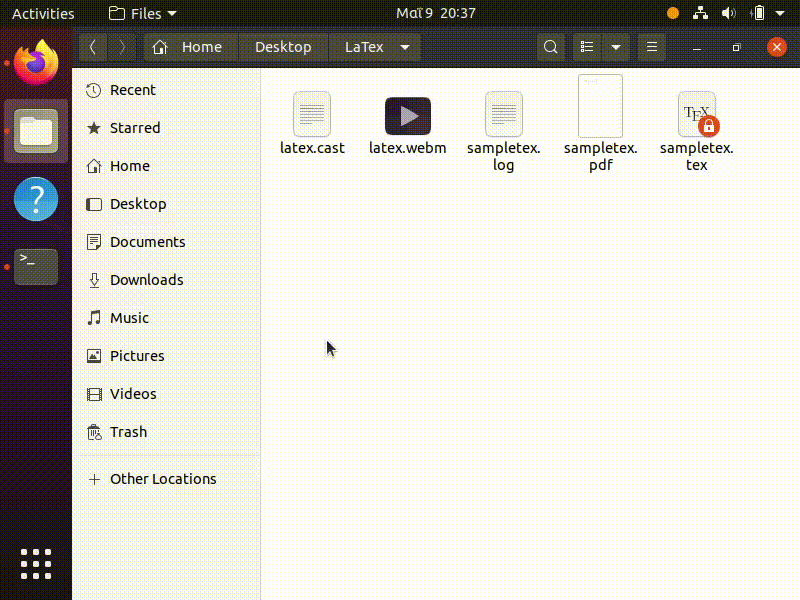 Activities Files Μαΐ 9 20:37
Home Desktop LaTex
Recent
Starred
Home
Desktop
Documents
Downloads
Music
Pictures
Videos
Trash
Other Locations
latex.cast
latex.webm
sampletex.
log
sampletex.
pdf
TEX
sampletex.
tex
?
>_